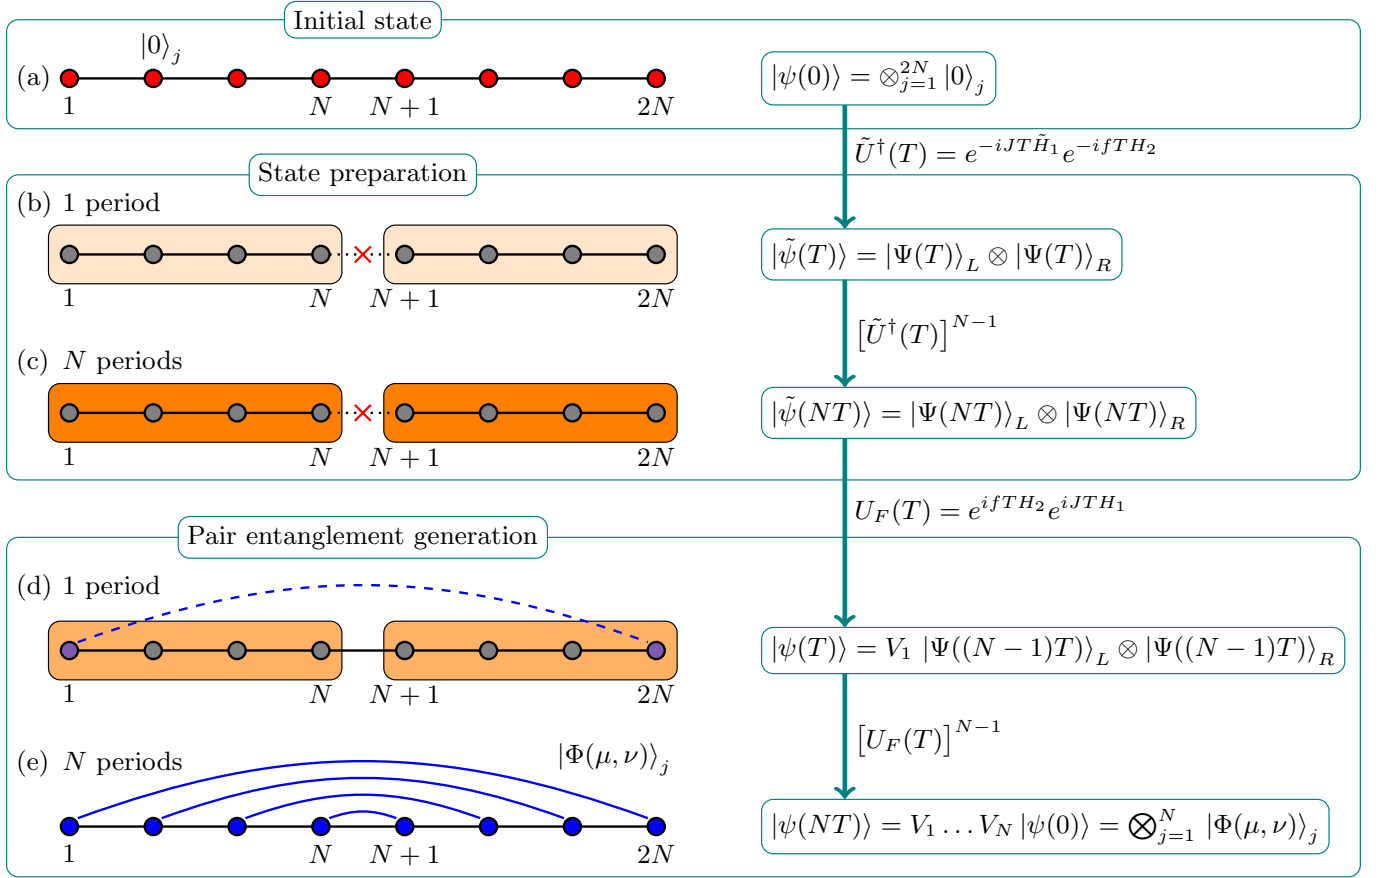 Initial state
(a) |0⟩_j
1 N N + 1 2N
|ψ(0)⟩ = ⊗_{j=1}^{2N} |0⟩_j
Ũ†(T) = e^{-iJTH̃_1} e^{-ifTH_2}
State preparation
(b) 1 period
1 N N + 1 2N
|ψ̃(T)⟩ = |Ψ(T)⟩_L ⊗ |Ψ(T)⟩_R
[Ũ†(T)]^{N-1}
(c) N periods
1 N N + 1 2N
|ψ̃(NT)⟩ = |Ψ(NT)⟩_L ⊗ |Ψ(NT)⟩_R
U_F(T) = e^{ifTH_2} e^{iJTH_1}
Pair entanglement generation
(d) 1 period
1 N N + 1 2N
|ψ(T)⟩ = V_1 |Ψ((N − 1)T)⟩_L ⊗ |Ψ((N − 1)T)⟩_R
[U_F(T)]^{N-1}
(e) N periods |Φ(μ, ν)⟩_j
1 N N + 1 2N
|ψ(NT)⟩ = V_1 … V_N |ψ(0)⟩ = ⨂_{j=1}^{N} |Φ(μ, ν)⟩_j